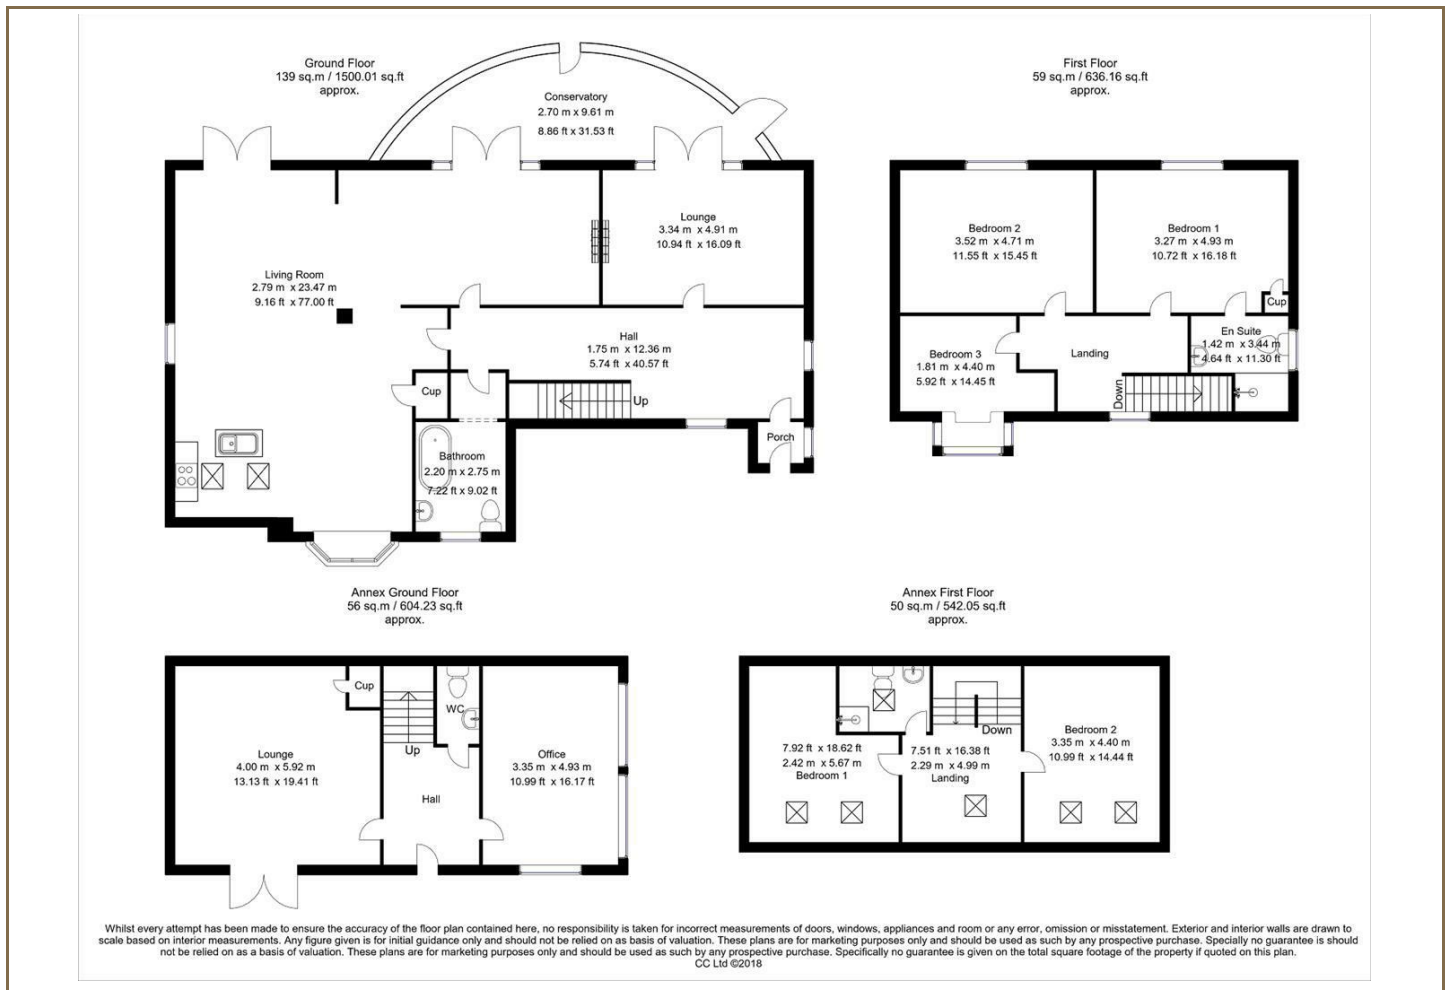 Ground Floor
139 sq.m / 1500.01 sq.ft
approx.
Conservatory
2.70 m x 9.61 m
8.86 ft x 31.53 ft
Lounge
3.34 m x 4.91 m
10.94 ft x 16.09 ft
Living Room
2.79 m x 23.47 m
9.16 ft x 77.00 ft
Hall
1.75 m x 12.36 m
5.74 ft x 40.57 ft
Cup
Up
Porch
Bathroom
2.20 m x 2.75 m
7.22 ft x 9.02 ft
First Floor
59 sq.m / 636.16 sq.ft
approx.
Bedroom 2
3.52 m x 4.71 m
11.55 ft x 15.45 ft
Bedroom 1
3.27 m x 4.93 m
10.72 ft x 16.18 ft
Cup
En Suite
1.42 m x 3.44 m
4.64 ft x 11.30 ft
Landing
Bedroom 3
1.81 m x 4.40 m
5.92 ft x 14.45 ft
Down
Annex Ground Floor
56 sq.m / 604.23 sq.ft
approx.
Cup
WC
Up
Lounge
4.00 m x 5.92 m
13.13 ft x 19.41 ft
Office
3.35 m x 4.93 m
10.99 ft x 16.17 ft
Hall
Annex First Floor
50 sq.m / 542.05 sq.ft
approx.
Down
7.92 ft x 18.62 ft
2.42 m x 5.67 m
Bedroom 1
7.51 ft x 16.38 ft
2.29 m x 4.99 m
Landing
Bedroom 2
3.35 m x 4.40 m
10.99 ft x 14.44 ft
Whilst every attempt has been made to ensure the accuracy of the floor plan contained here, no responsibility is taken for incorrect measurements of doors, windows, appliances and room or any error, omission or misstatement. Exterior and interior walls are drawn to
scale based on interior measurements. Any figure given is for initial guidance only and should not be relied on as basis of valuation. These plans are for marketing purposes only and should be used as such by any prospective purchase. Specially no guarantee is should
not be relied on as a basis of valuation. These plans are for marketing purposes only and should be used as such by any prospective purchase. Specifically no guarantee is given on the total square footage of the property if quoted on this plan.
CC Ltd ©2018